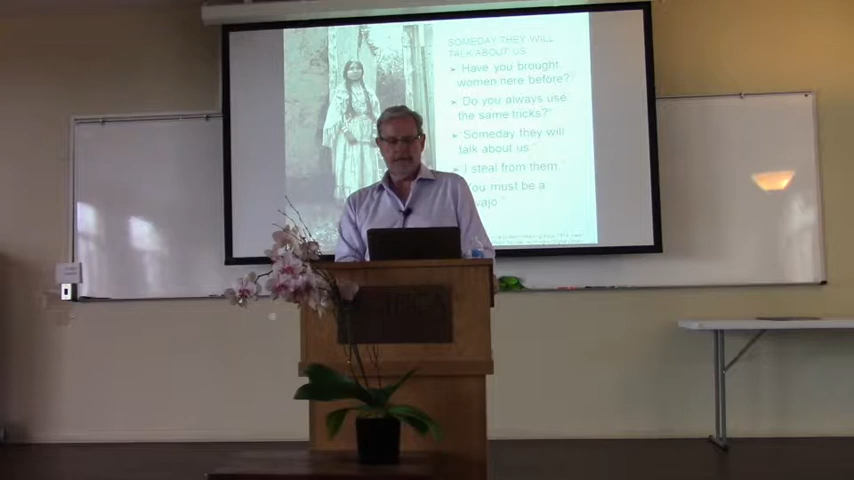 SOMEDAY THEY WILL
TALK ABOUT US
➢ Have you brought
women here before?"
➢ Do you always use
the same tricks?"
➢ Someday they will
talk about us."
I steal from them."
You must be a